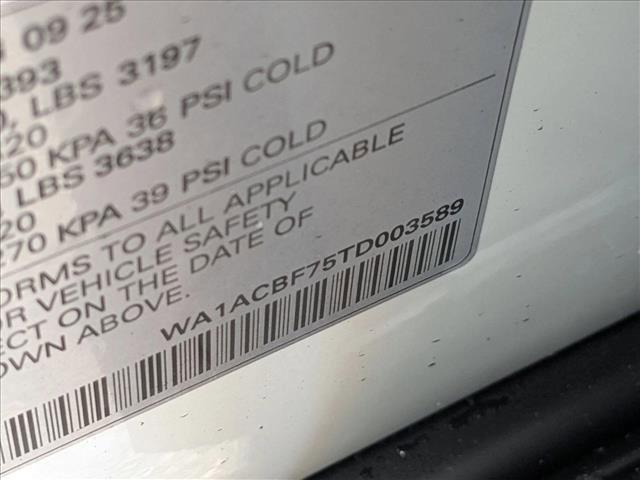 09 25
393
, LBS 3197
20
50 KPA 36 PSI COLD
LBS 3638
20
270 KPA 39 PSI COLD
ORMS TO ALL APPLICABLE
OR VEHICLE SAFETY
ECT ON THE DATE OF
OWN ABOVE.
WA1ACBF75TD003589